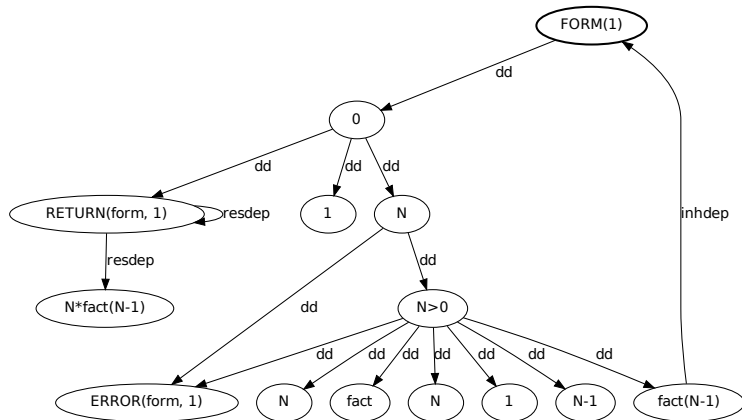 FORM(1)
dd
0
dd
dd
dd
RETURN(form, 1)
resdep
1
N
inhdep
resdep
dd
N*fact(N-1)
dd
N>0
dd
dd
dd
dd
dd
dd
dd
ERROR(form, 1)
N
fact
N
1
N-1
fact(N-1)